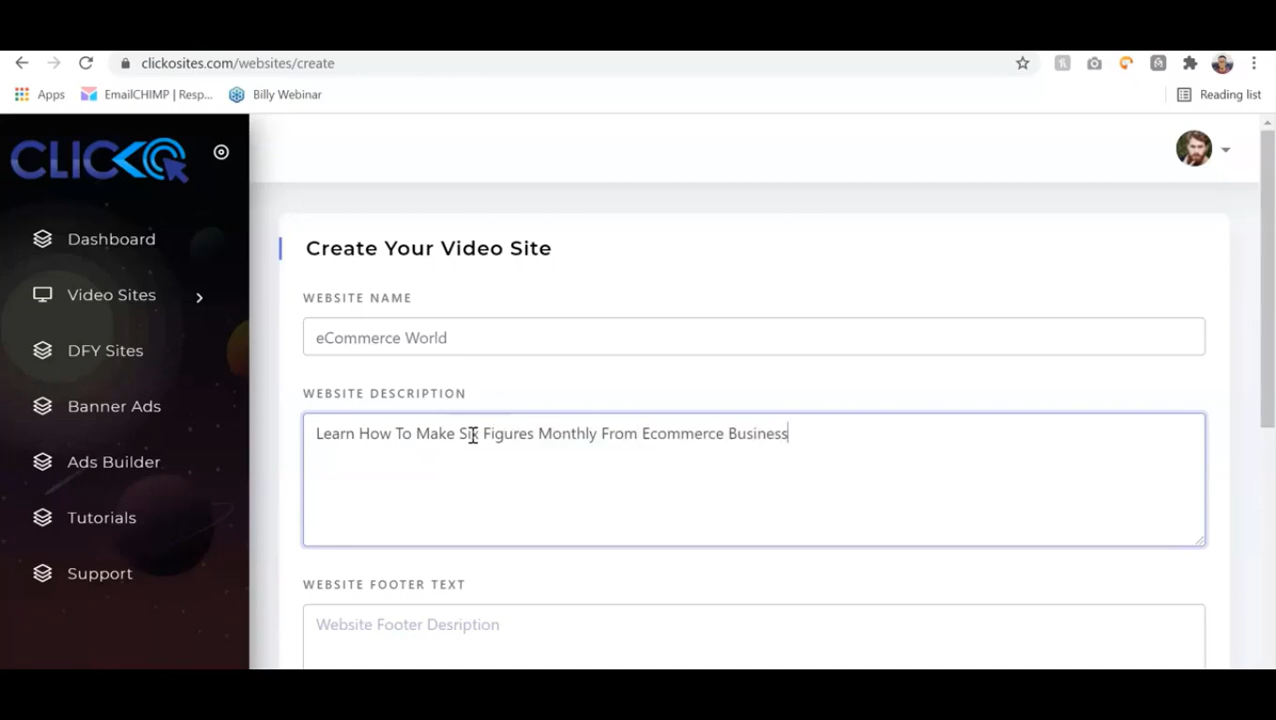 clickosites.com/websites/create
Apps
EmailCHIMP | Resp...
Billy Webinar
Reading list
CLICKO
Dashboard
Video Sites
DFY Sites
Banner Ads
Ads Builder
Tutorials
Support
Create Your Video Site
WEBSITE NAME
eCommerce World
WEBSITE DESCRIPTION
Learn How To Make Six Figures Monthly From Ecommerce Business
WEBSITE FOOTER TEXT
Website Footer Desription